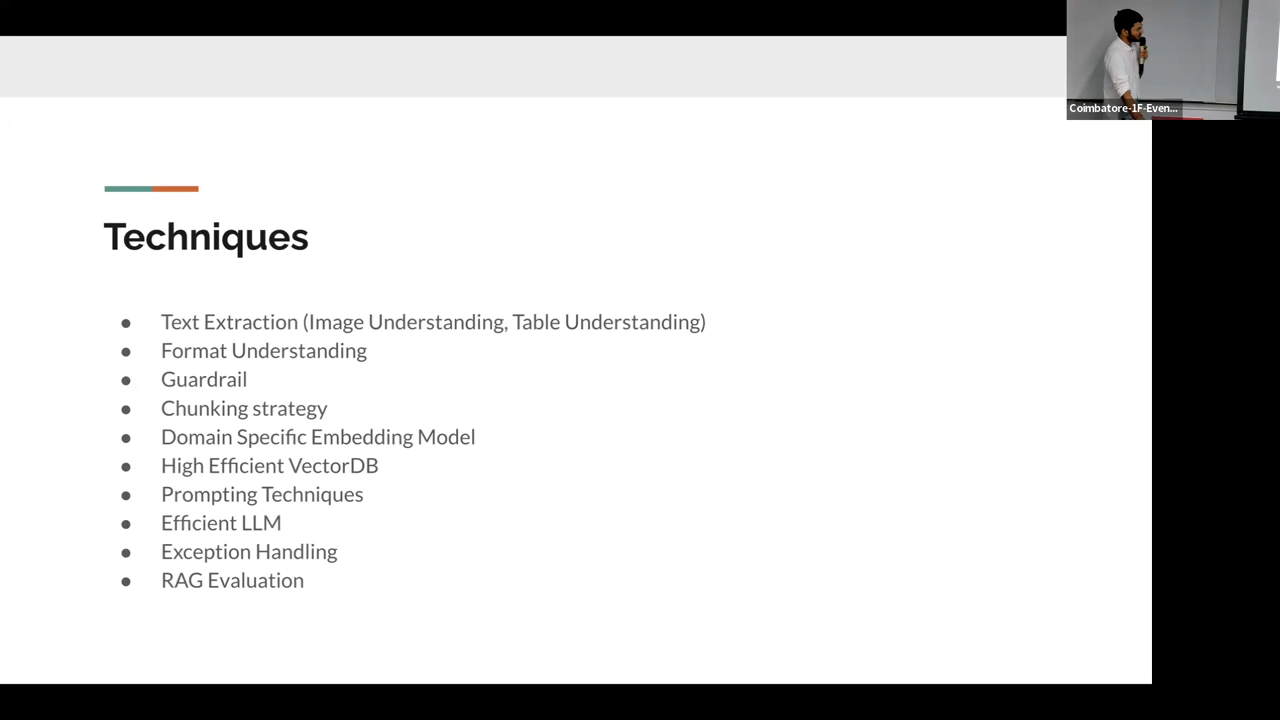 Coimbatore-1F-Even...
Techniques
● Text Extraction (Image Understanding, Table Understanding)
● Format Understanding
● Guardrail
● Chunking strategy
● Domain Specific Embedding Model
● High Efficient VectorDB
● Prompting Techniques
● Efficient LLM
● Exception Handling
● RAG Evaluation